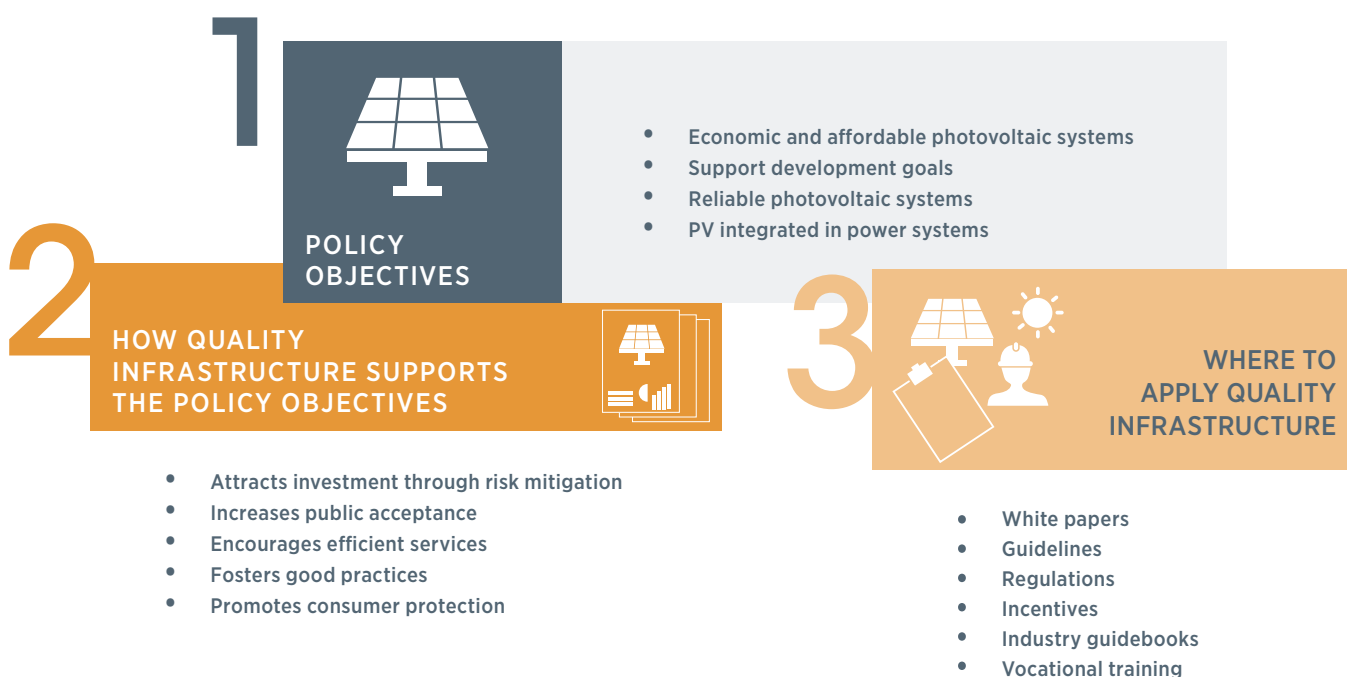 1
POLICY
OBJECTIVES
• Economic and affordable photovoltaic systems
• Support development goals
• Reliable photovoltaic systems
• PV integrated in power systems
2
HOW QUALITY
INFRASTRUCTURE SUPPORTS
THE POLICY OBJECTIVES
• Attracts investment through risk mitigation
• Increases public acceptance
• Encourages efficient services
• Fosters good practices
• Promotes consumer protection
3
WHERE TO
APPLY QUALITY
INFRASTRUCTURE
• White papers
• Guidelines
• Regulations
• Incentives
• Industry guidebooks
• Vocational training